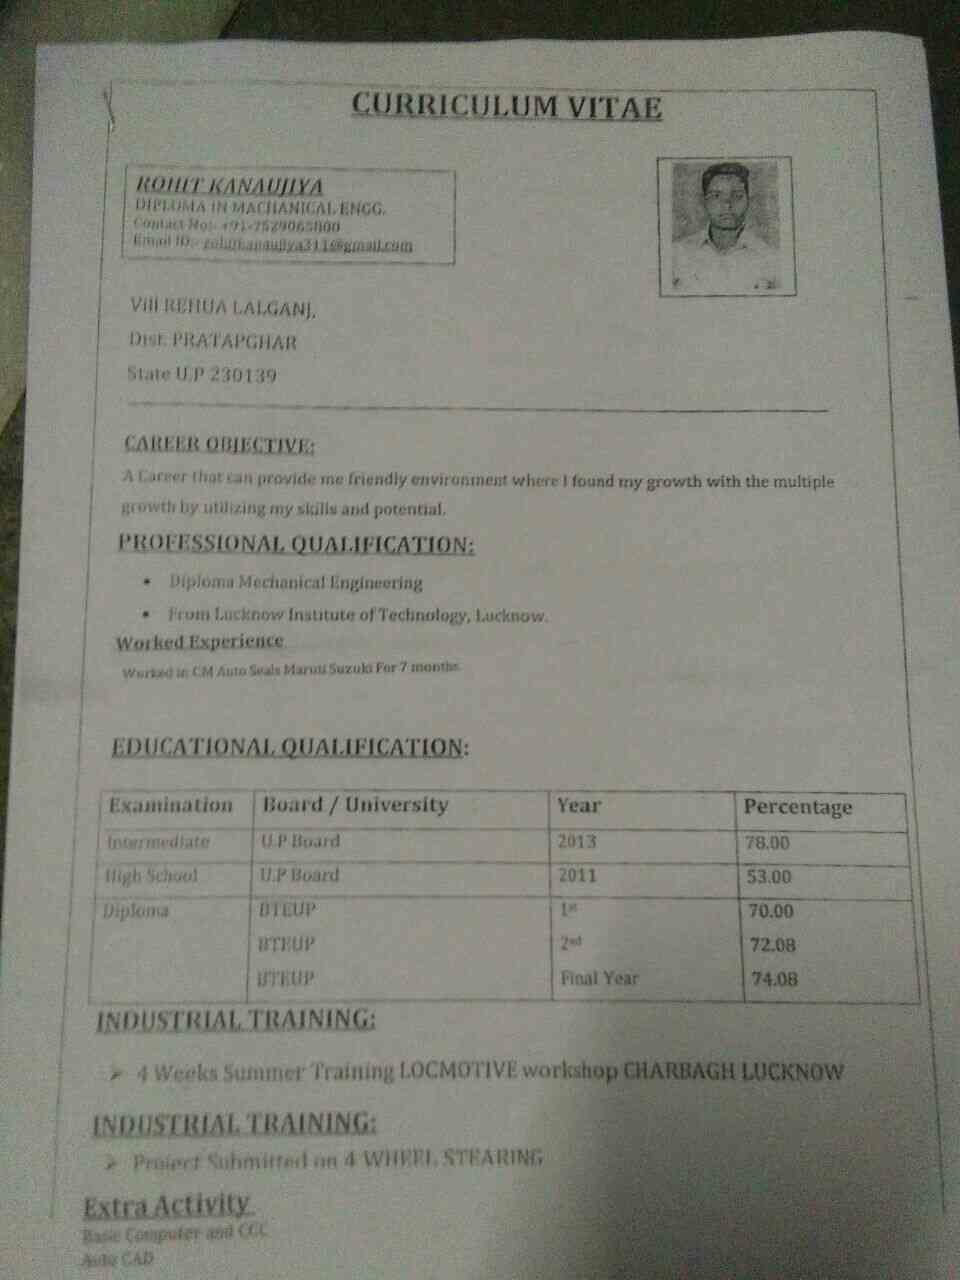 CURRICULUM VITAE
ROHIT KANAUJIYA
DIPLOMA IN MACHANICAL ENGG.
Contact No:- +91-7529065800
Email ID:- rohitkanaujiya311@gmail.com
Vill REHUA LALGANJ,
Dist. PRATAPGHAR
State U.P 230139
CAREER OBJECTIVE:
A Career that can provide me friendly environment where I found my growth with the multiple
growth by utilizing my skills and potential.
PROFESSIONAL QUALIFICATION:
• Diploma Mechanical Engineering
• From Lucknow Institute of Technology, Lucknow.
Worked Experience
Worked in CM Auto Seals Maruti Suzuki For 7 months
EDUCATIONAL QUALIFICATION:
Examination Board / University Year Percentage
Intermediate U.P Board 2013 78.00
High School U.P Board 2011 53.00
Diploma BTEUP 1st 70.00
BTEUP 2nd 72.08
BTEUP Final Year 74.08
INDUSTRIAL TRAINING:
➢ 4 Weeks Summer Training LOCMOTIVE workshop CHARBAGH LUCKNOW
INDUSTRIAL TRAINING:
➢ Project Submitted on 4 WHEEL STEARING
Extra Activity
Basic Computer and CCC
Auto CAD